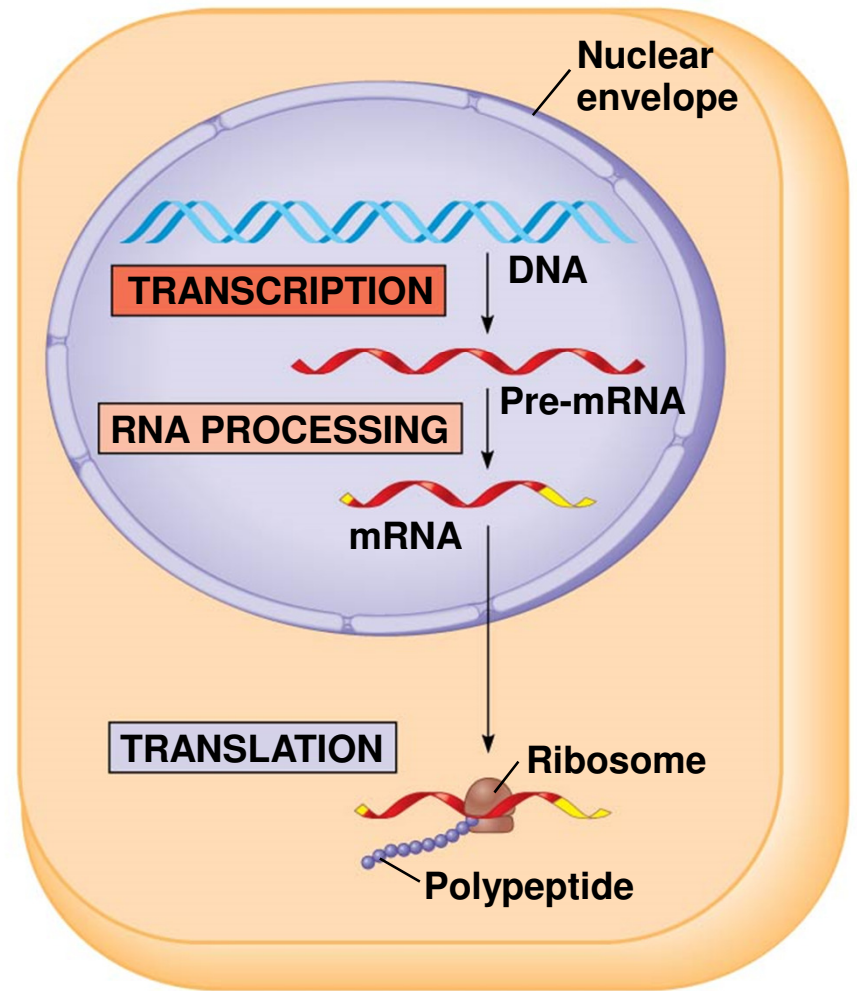 Nuclear
envelope
DNA
TRANSCRIPTION
Pre-mRNA
RNA PROCESSING
mRNA
TRANSLATION
Ribosome
Polypeptide